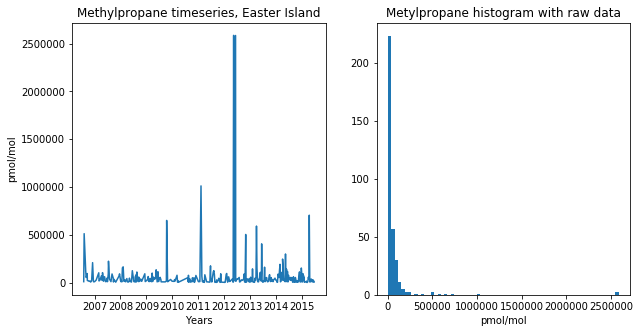 Methylpropane timeseries, Easter Island
Metylpropane histogram with raw data
2500000
2000000
1500000
1000000
500000
0
pmol/mol
2007 2008 2009 2010 2011 2012 2013 2014 2015
Years
200
150
100
50
0
0 500000 1000000 1500000 2000000 2500000
pmol/mol